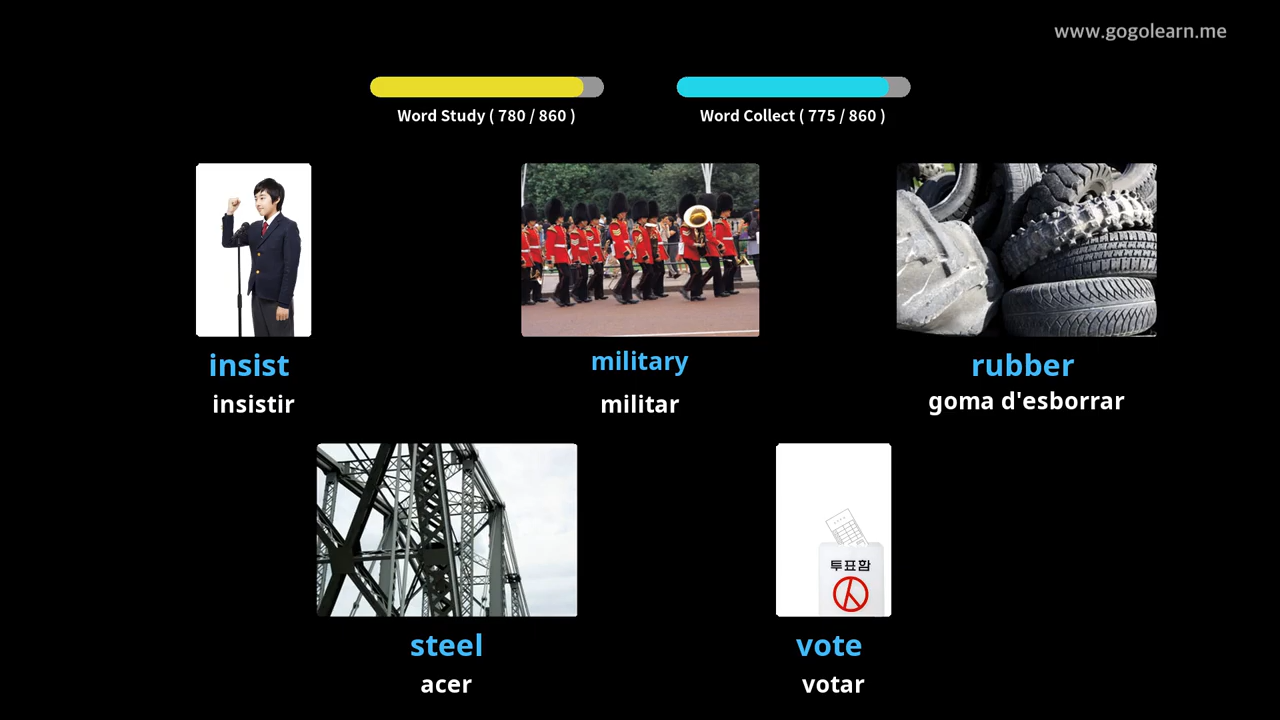 www.gogolearn.me
Word Study ( 780 / 860 )
Word Collect ( 775 / 860 )
insist
military
rubber
insistir
militar
goma d'esborrar
투표함
steel
vote
acer
votar